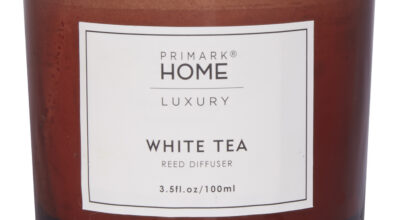 PRIMARK®
HOME
LUXURY
WHITE TEA
REED DIFFUSER
3.5fl.oz/100ml